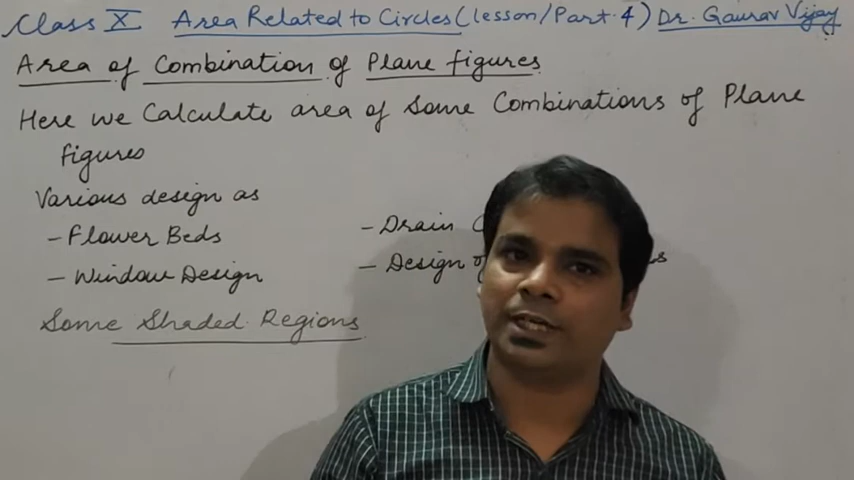 Class X Area Related to Circles (lesson/Part-4) Dr. Gaurav Vijay
Area of Combination of Plane figures
Here we Calculate area of Some Combinations of Plane
figures
Various design as
- Flower Beds - Drain
- Window Design - Design of
Some Shaded Regions